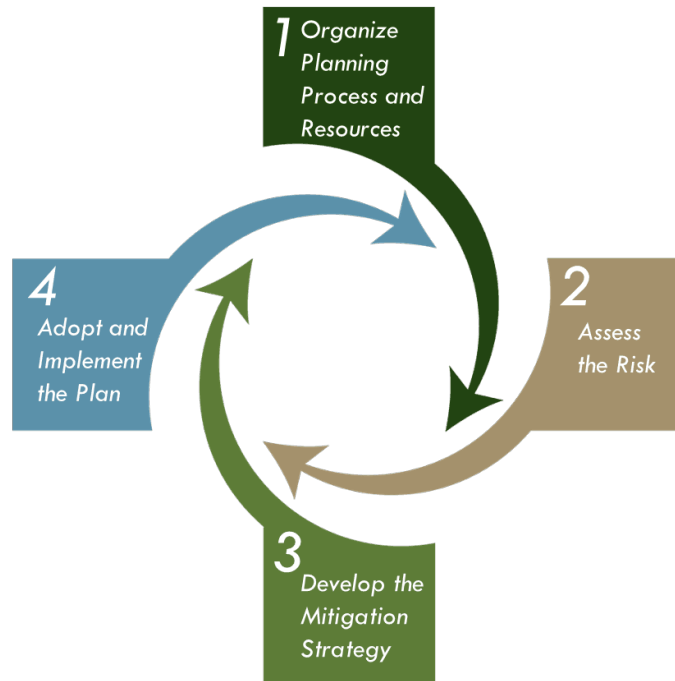 1 Organize
Planning
Process and
Resources
2
Assess
the Risk
3
Develop the
Mitigation
Strategy
4
Adopt and
Implement
the Plan